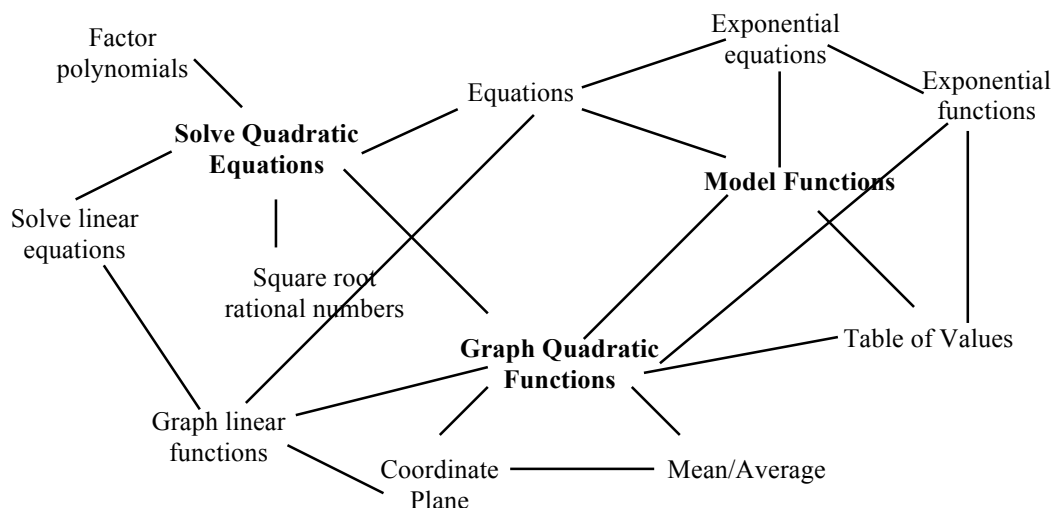 Factor
polynomials
Exponential
equations
Equations
Exponential
functions
Solve Quadratic
Equations
Model Functions
Solve linear
equations
Square root
rational numbers
Graph Quadratic
Functions
Table of Values
Graph linear
functions
Coordinate
Plane
Mean/Average